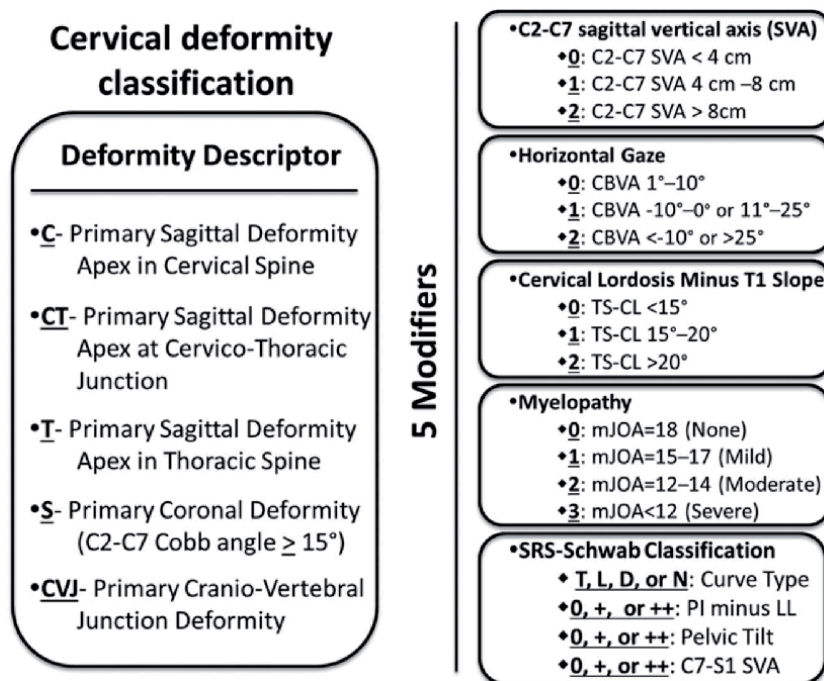 Cervical deformity
classification
Deformity Descriptor
•C- Primary Sagittal Deformity
Apex in Cervical Spine
•CT- Primary Sagittal Deformity
Apex at Cervico-Thoracic
Junction
•T- Primary Sagittal Deformity
Apex in Thoracic Spine
•S- Primary Coronal Deformity
(C2-C7 Cobb angle ≥ 15°)
•CVJ- Primary Cranio-Vertebral
Junction Deformity
5 Modifiers
•C2-C7 sagittal vertical axis (SVA)
◆0: C2-C7 SVA < 4 cm
◆1: C2-C7 SVA 4 cm –8 cm
◆2: C2-C7 SVA > 8cm
•Horizontal Gaze
◆0: CBVA 1°–10°
◆1: CBVA -10°–0° or 11°–25°
◆2: CBVA <-10° or >25°
•Cervical Lordosis Minus T1 Slope
◆0: TS-CL <15°
◆1: TS-CL 15°–20°
◆2: TS-CL >20°
•Myelopathy
◆0: mJOA=18 (None)
◆1: mJOA=15–17 (Mild)
◆2: mJOA=12–14 (Moderate)
◆3: mJOA<12 (Severe)
•SRS-Schwab Classification
◆ T, L, D, or N: Curve Type
◆0, +, or ++: PI minus LL
◆0, +, or ++: Pelvic Tilt
◆0, +, or ++: C7-S1 SVA